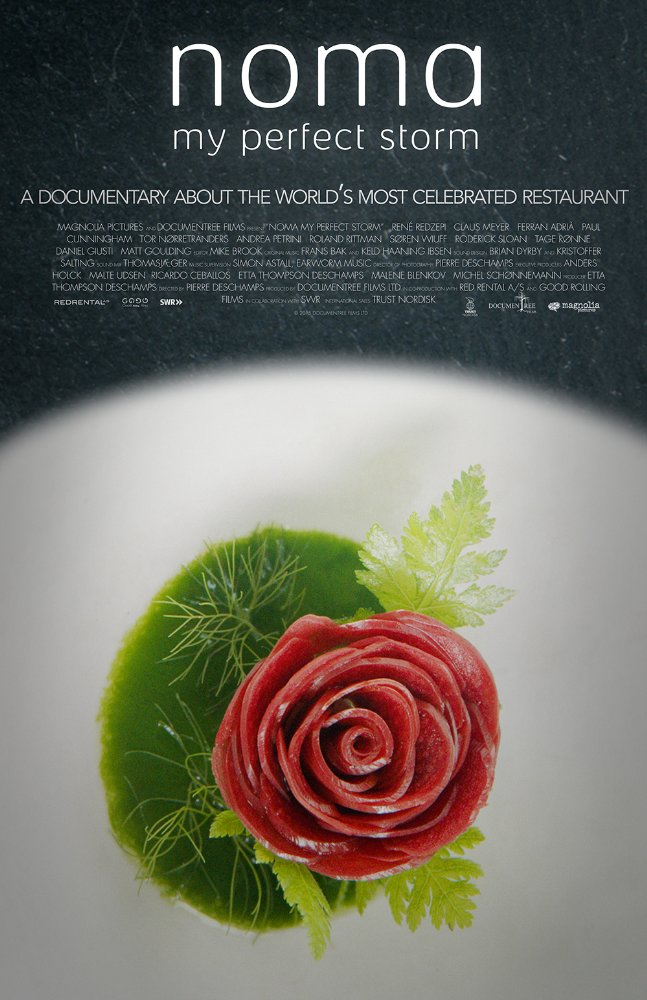 noma
my perfect storm
A DOCUMENTARY ABOUT THE WORLD'S MOST CELEBRATED RESTAURANT
MAGNOLIA PICTURES AND DOCUMENTREE FILMS PRESENT "NOMA MY PERFECT STORM" RENÉ REDZEPI CLAUS MEYER FERRAN ADRIÀ PAUL
CUNNINGHAM TOR NØRRETRANDERS ANDREA PETRINI ROLAND RITTMAN SØREN WIUFF RODERICK SLOAN TAGE RØNNE
DANIEL GIUSTI MATT GOULDING EDITOR MIKE BROOK ORIGINAL MUSIC FRANS BAK AND KELD HAANING IBSEN SOUND DESIGN BRIAN DYRBY AND KRISTOFFER
SALTING SOUND MIX THOMAS JÆGER MUSIC SUPERVISION SIMON ASTALL, EARWORM MUSIC DIRECTOR OF PHOTOGRAPHY PIERRE DESCHAMPS EXECUTIVE PRODUCERS ANDERS
HOLCK MALTE UDSEN RICARDO CEBALLOS ETTA THOMPSON DESCHAMPS MALENE BLENKOV MICHEL SCHØNNEMANN PRODUCER ETTA
THOMPSON DESCHAMPS DIRECTED BY PIERRE DESCHAMPS PRODUCED BY DOCUMENTREE FILMS LTD IN CO-PRODUCTION WITH RED RENTAL A/S AND GOOD ROLLING
FILMS IN COLLABORATION WITH SWR INTERNATIONAL SALES TRUST NORDISK
REDRENTAL
SWR
DOCUMENTREE
FILMS
magnolia
pictures
© 2015 DOCUMENTREE FILMS LTD